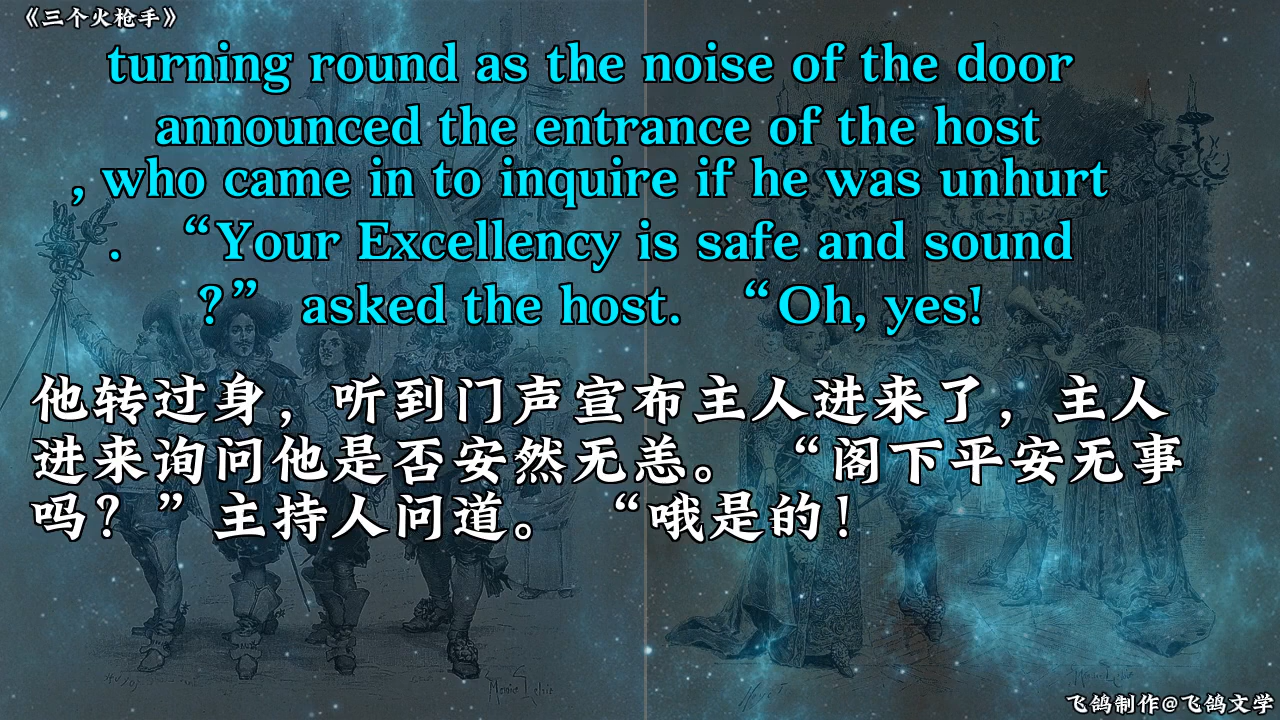 《三个火枪手》
turning round as the noise of the door
announced the entrance of the host
, who came in to inquire if he was unhurt
. “Your Excellency is safe and sound
?” asked the host. “Oh, yes!
他转过身，听到门声宣布主人进来了，主人
进来询问他是否安然无恙。“阁下平安无事
吗？”主持人问道。“哦是的！
飞鸽制作@飞鸽文学